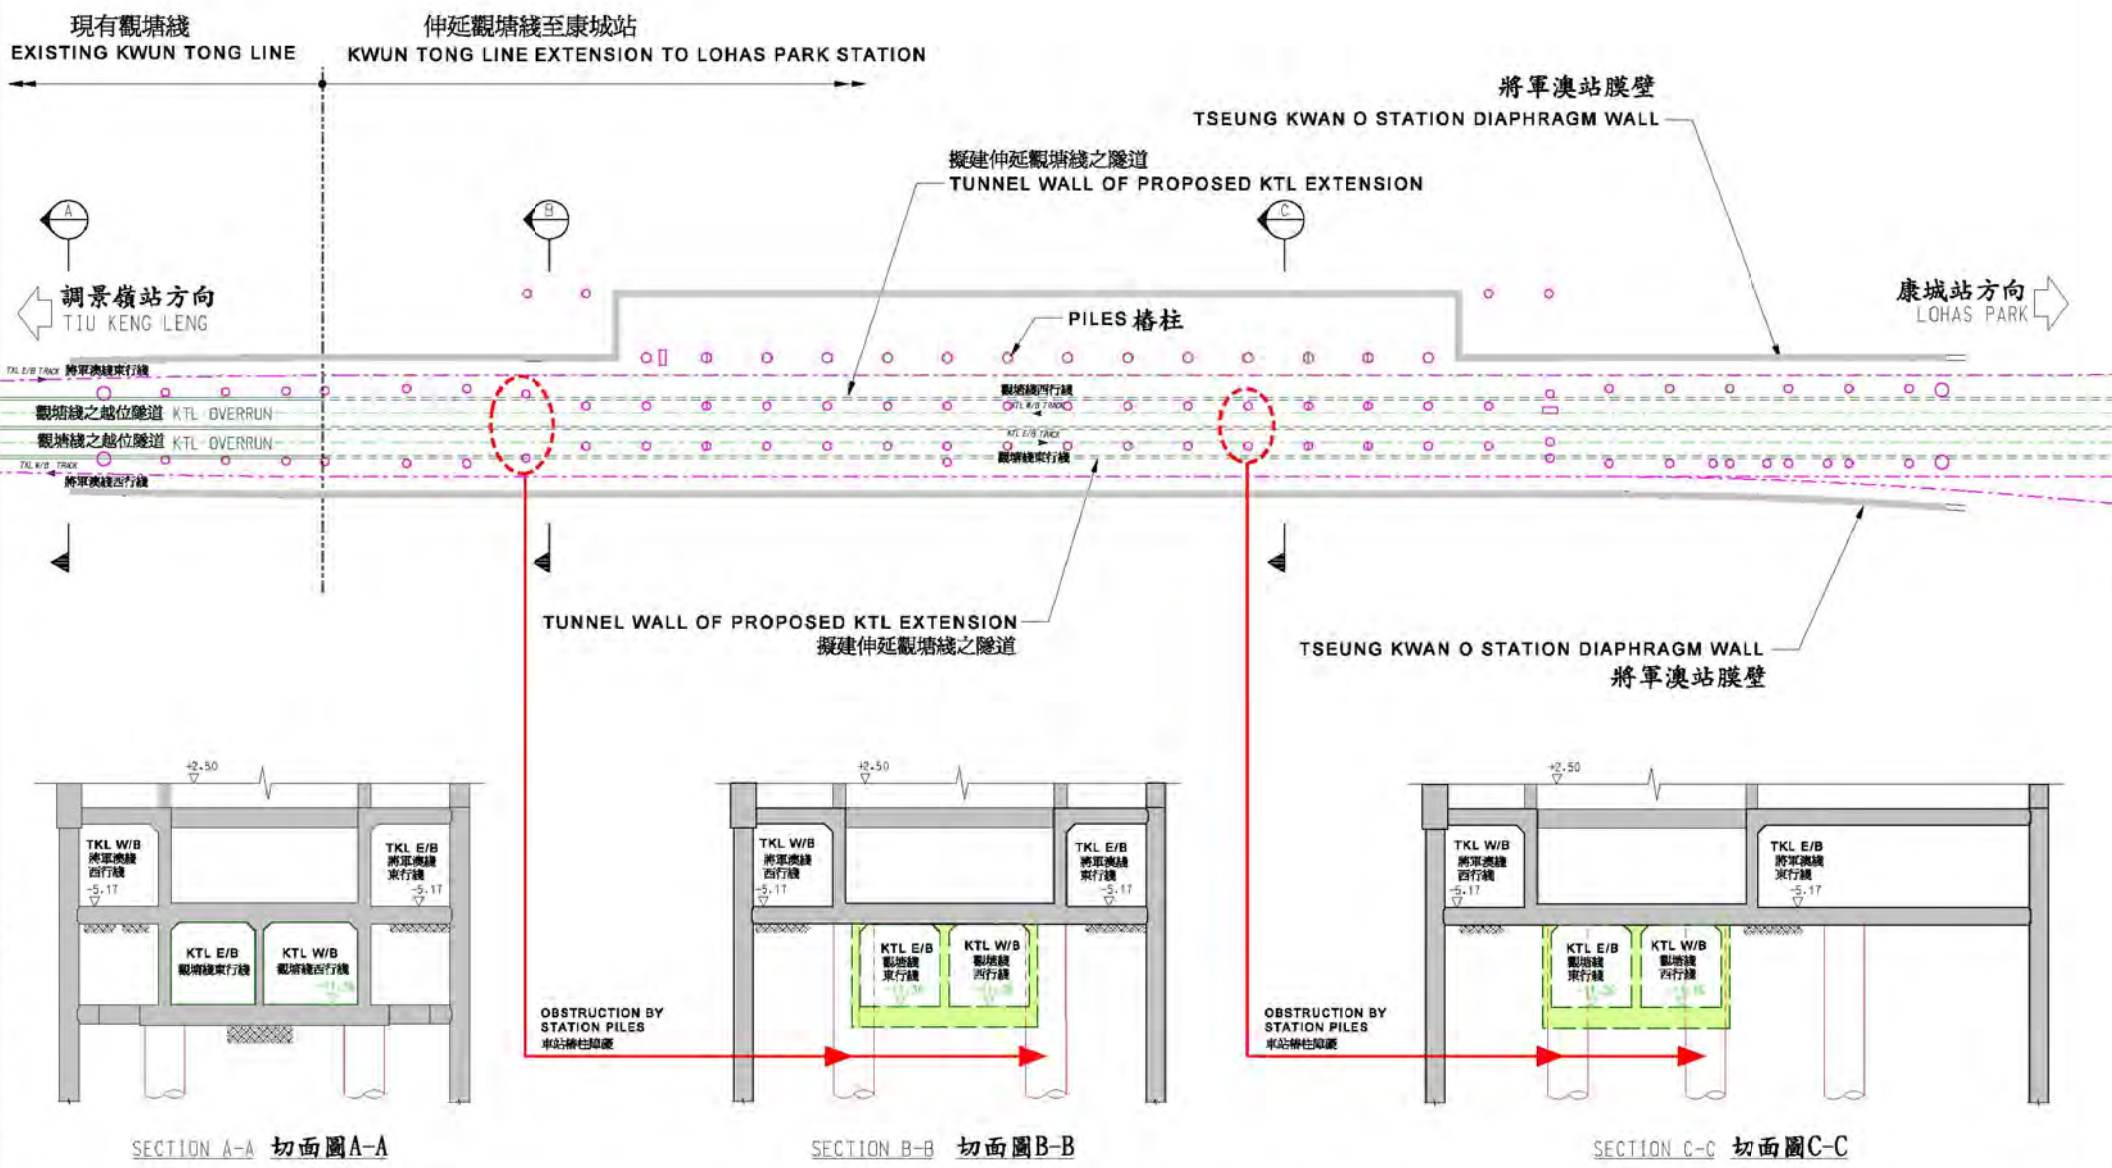 現有觀塘綫
EXISTING KWUN TONG LINE
伸延觀塘綫至康城站
KWUN TONG LINE EXTENSION TO LOHAS PARK STATION
將軍澳站膜壁
TSEUNG KWAN O STATION DIAPHRAGM WALL
擬建伸延觀塘綫之隧道
TUNNEL WALL OF PROPOSED KTL EXTENSION
A
B
C
調景嶺站方向
TIU KENG LENG
康城站方向
LOHAS PARK
PILES 樁柱
TKL E/B TRACK 將軍澳綫東行綫
觀塘綫之越位隧道 KTL OVERRUN
觀塘綫之越位隧道 KTL OVERRUN
TKL W/B TRACK
將軍澳綫西行綫
觀塘綫西行綫
KTL W/B TRACK
KTL E/B TRACK
觀塘綫東行綫
TUNNEL WALL OF PROPOSED KTL EXTENSION
擬建伸延觀塘綫之隧道
TSEUNG KWAN O STATION DIAPHRAGM WALL
將軍澳站膜壁
+2.50
TKL W/B
將軍澳綫
西行綫
-5.17
TKL E/B
將軍澳綫
東行綫
-5.17
KTL E/B
觀塘綫東行綫
KTL W/B
觀塘綫西行綫
SECTION A-A 切面圖A-A
OBSTRUCTION BY
STATION PILES
車站樁柱障礙
+2.50
TKL W/B
將軍澳綫
西行綫
-5.17
TKL E/B
將軍澳綫
東行綫
-5.17
KTL E/B
觀塘綫
東行綫
KTL W/B
觀塘綫
西行綫
SECTION B-B 切面圖B-B
OBSTRUCTION BY
STATION PILES
車站樁柱障礙
+2.50
TKL W/B
將軍澳綫
西行綫
-5.17
TKL E/B
將軍澳綫
東行綫
-5.17
KTL E/B
觀塘綫
東行綫
KTL W/B
觀塘綫
西行綫
SECTION C-C 切面圖C-C